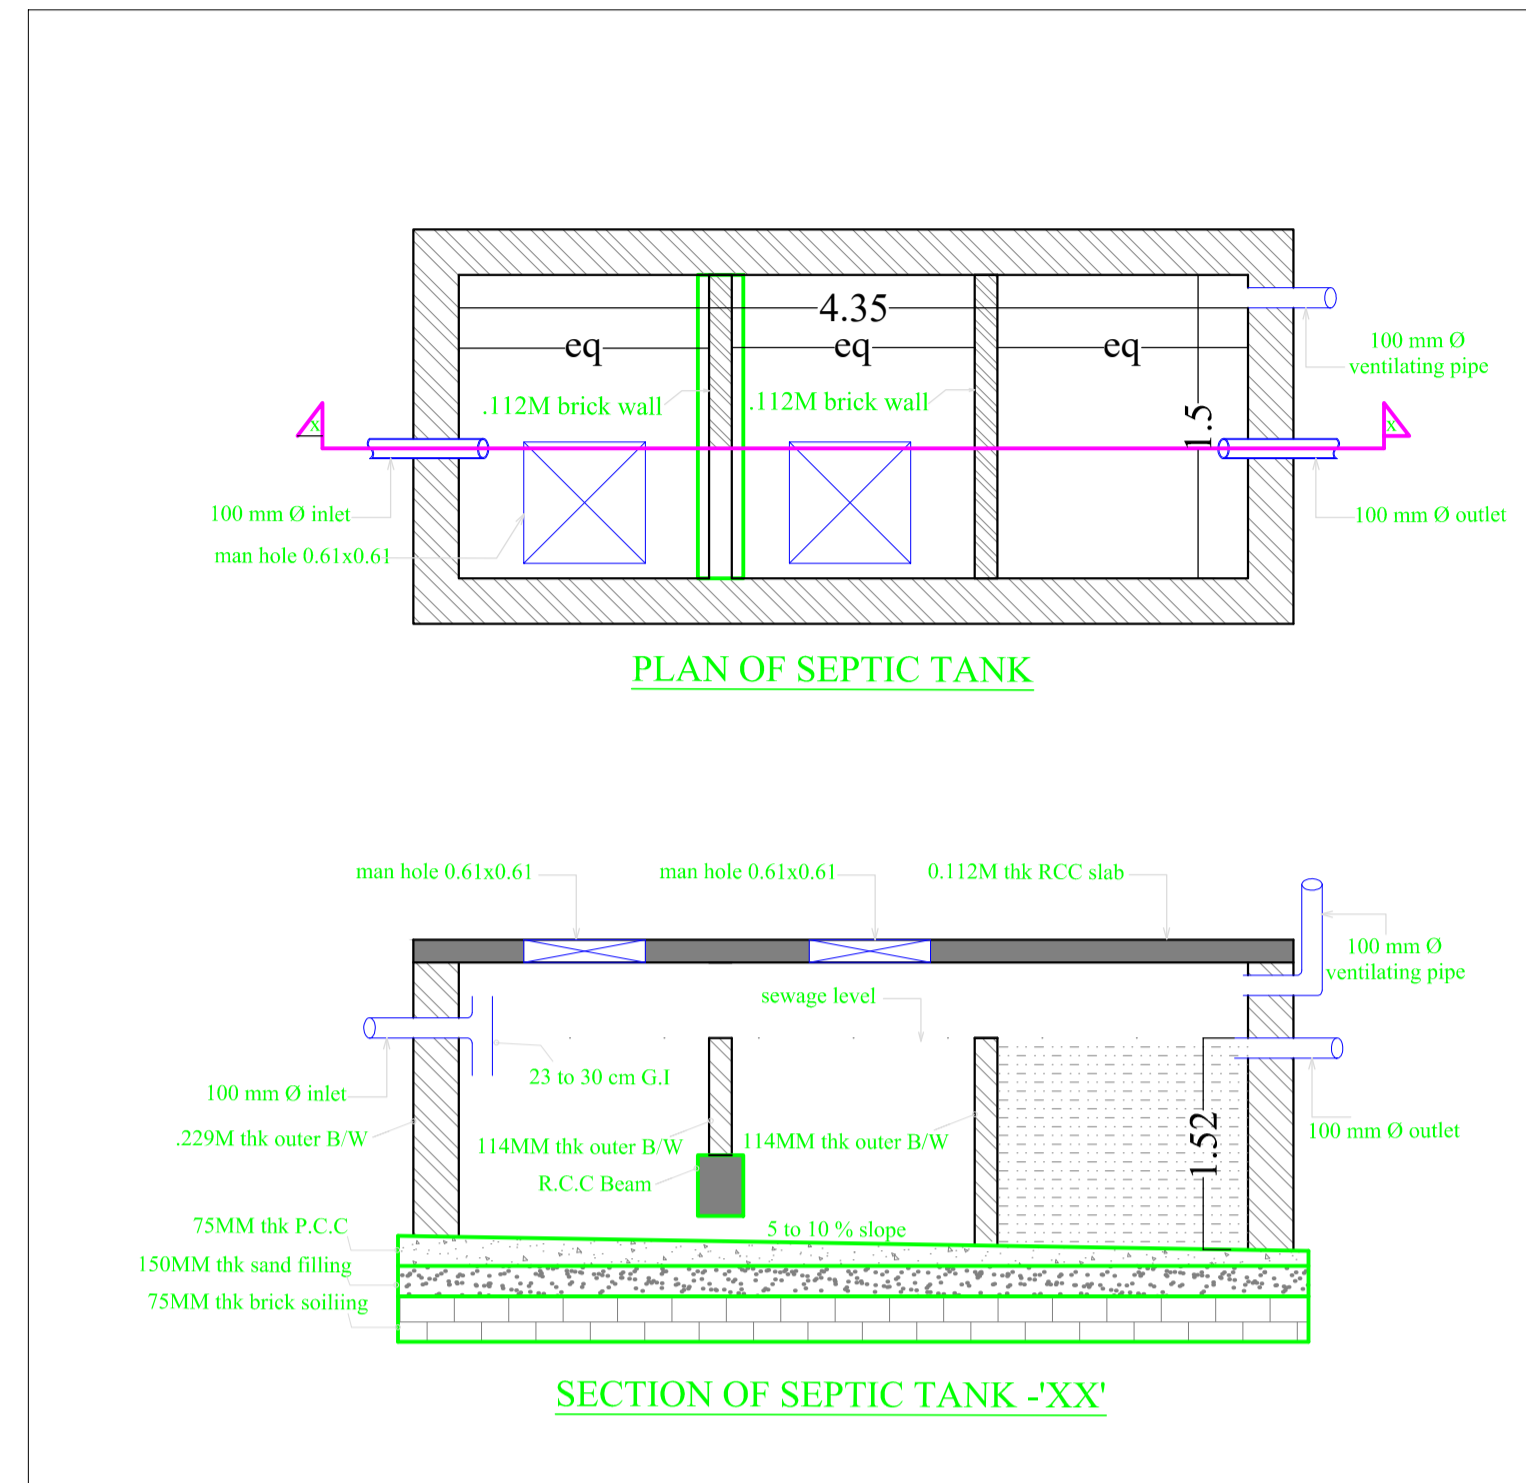 4.35
eq
eq
eq
100 mm Ø
ventilating pipe
.112M brick wall
.112M brick wall
1.5
x
x
100 mm Ø inlet
100 mm Ø outlet
man hole 0.61x0.61
PLAN OF SEPTIC TANK
man hole 0.61x0.61
man hole 0.61x0.61
0.112M thk RCC slab
100 mm Ø
ventilating pipe
sewage level
23 to 30 cm G.I
100 mm Ø inlet
.229M thk outer B/W
114MM thk outer B/W
114MM thk outer B/W
1.52
100 mm Ø outlet
R.C.C Beam
75MM thk P.C.C
5 to 10 % slope
150MM thk sand filling
75MM thk brick soiliing
SECTION OF SEPTIC TANK -'XX'